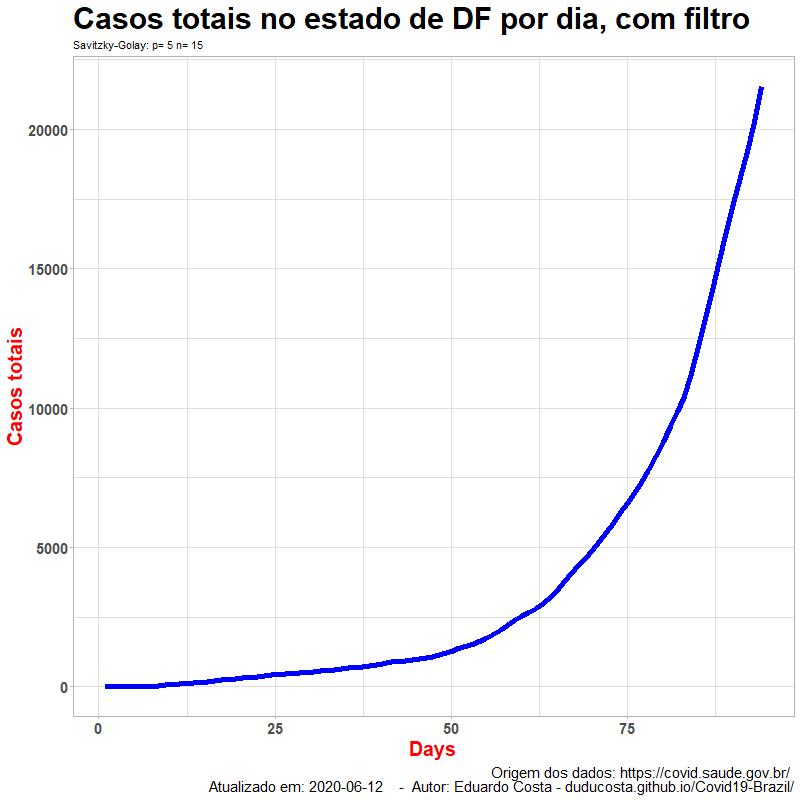 Casos totais no estado de DF por dia, com filtro
Savitzky-Golay: p= 5 n= 15
20000
15000
10000
5000
0
Casos totais
0 25 50 75
Days
Origem dos dados: https://covid.saude.gov.br/
Atualizado em: 2020-06-12 - Autor: Eduardo Costa - duducosta.github.io/Covid19-Brazil/